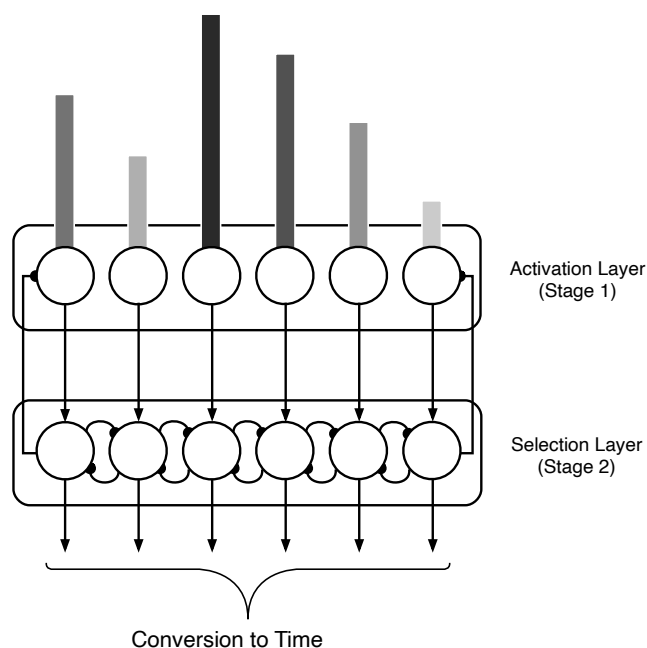 Activation Layer
(Stage 1)
Selection Layer
(Stage 2)
Conversion to Time